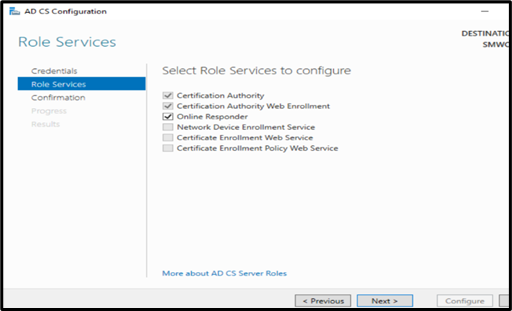 AD CS Configuration
Role Services
DESTINATIO
SMWC
Credentials
Role Services
Confirmation
Progress
Results
Select Role Services to configure
Certification Authority
Certification Authority Web Enrollment
Online Responder
Network Device Enrollment Service
Certificate Enrollment Web Service
Certificate Enrollment Policy Web Service
More about AD CS Server Roles
< Previous
Next >
Configure